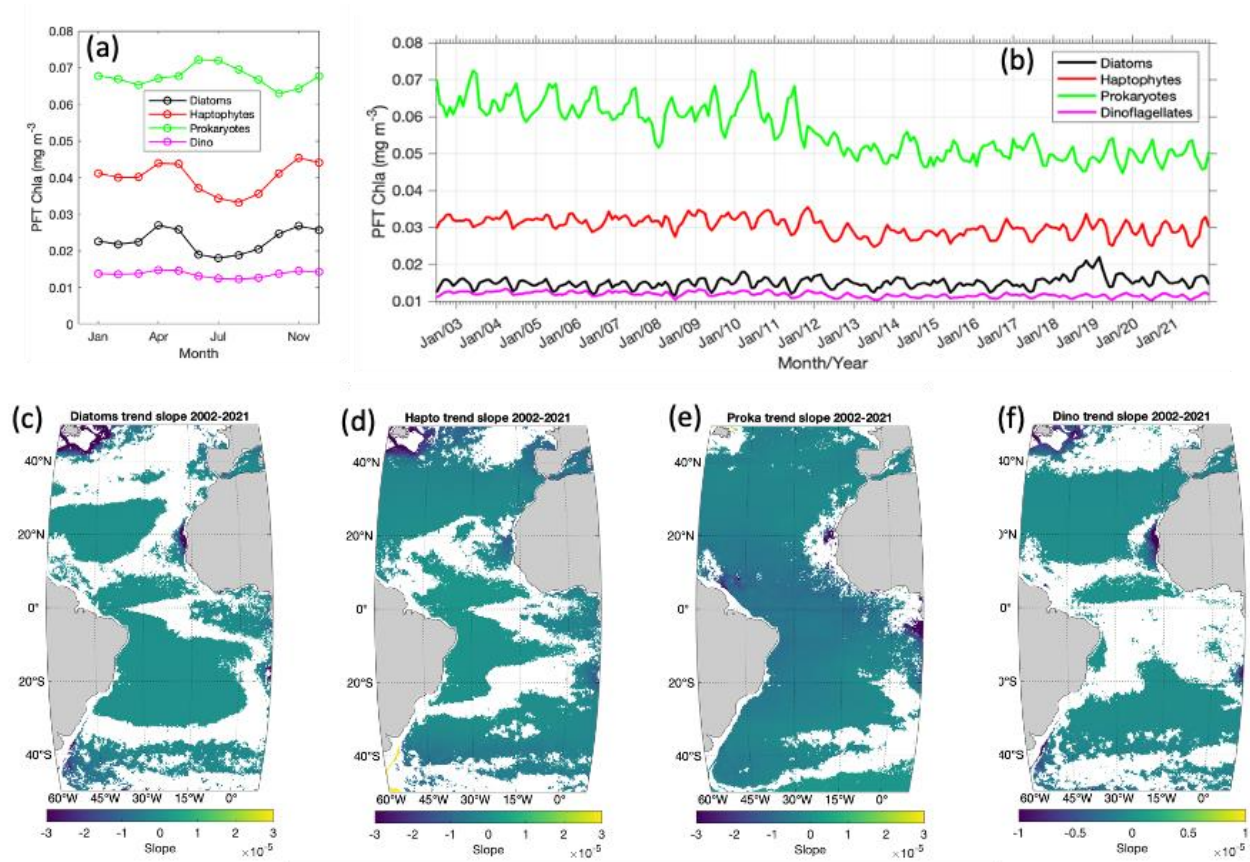 (a)
0.08
0.07
0.06
0.05
0.04
0.03
0.02
0.01
0
PFT Chla (mg m⁻³)
Diatoms
Haptophytes
Prokaryotes
Dino
Jan Apr Jul Nov
Month
(b)
0.08
0.07
0.06
0.05
0.04
0.03
0.02
0.01
PFT Chla (mg m⁻³)
Diatoms
Haptophytes
Prokaryotes
Dinoflagellates
Jan/03 Jan/04 Jan/05 Jan/06 Jan/07 Jan/08 Jan/09 Jan/10 Jan/11 Jan/12 Jan/13 Jan/14 Jan/15 Jan/16 Jan/17 Jan/18 Jan/19 Jan/20 Jan/21
Month/Year
(c)
Diatoms trend slope 2002-2021
40°N
20°N
0°
20°S
40°S
60°W 45°W 30°W 15°W 0°
-3 -2 -1 0 1 2 3
Slope ×10⁻⁵
(d)
Hapto trend slope 2002-2021
40°N
20°N
0°
20°S
40°S
60°W 45°W 30°W 15°W 0°
-3 -2 -1 0 1 2 3
Slope ×10⁻⁵
(e)
Proka trend slope 2002-2021
40°N
20°N
0°
20°S
40°S
60°W 45°W 30°W 15°W 0°
-3 -2 -1 0 1 2 3
Slope ×10⁻⁵
(f)
Dino trend slope 2002-2021
40°N
20°N
0°
20°S
40°S
60°W 45°W 30°W 15°W 0°
-1 -0.5 0 0.5 1
Slope ×10⁻⁵